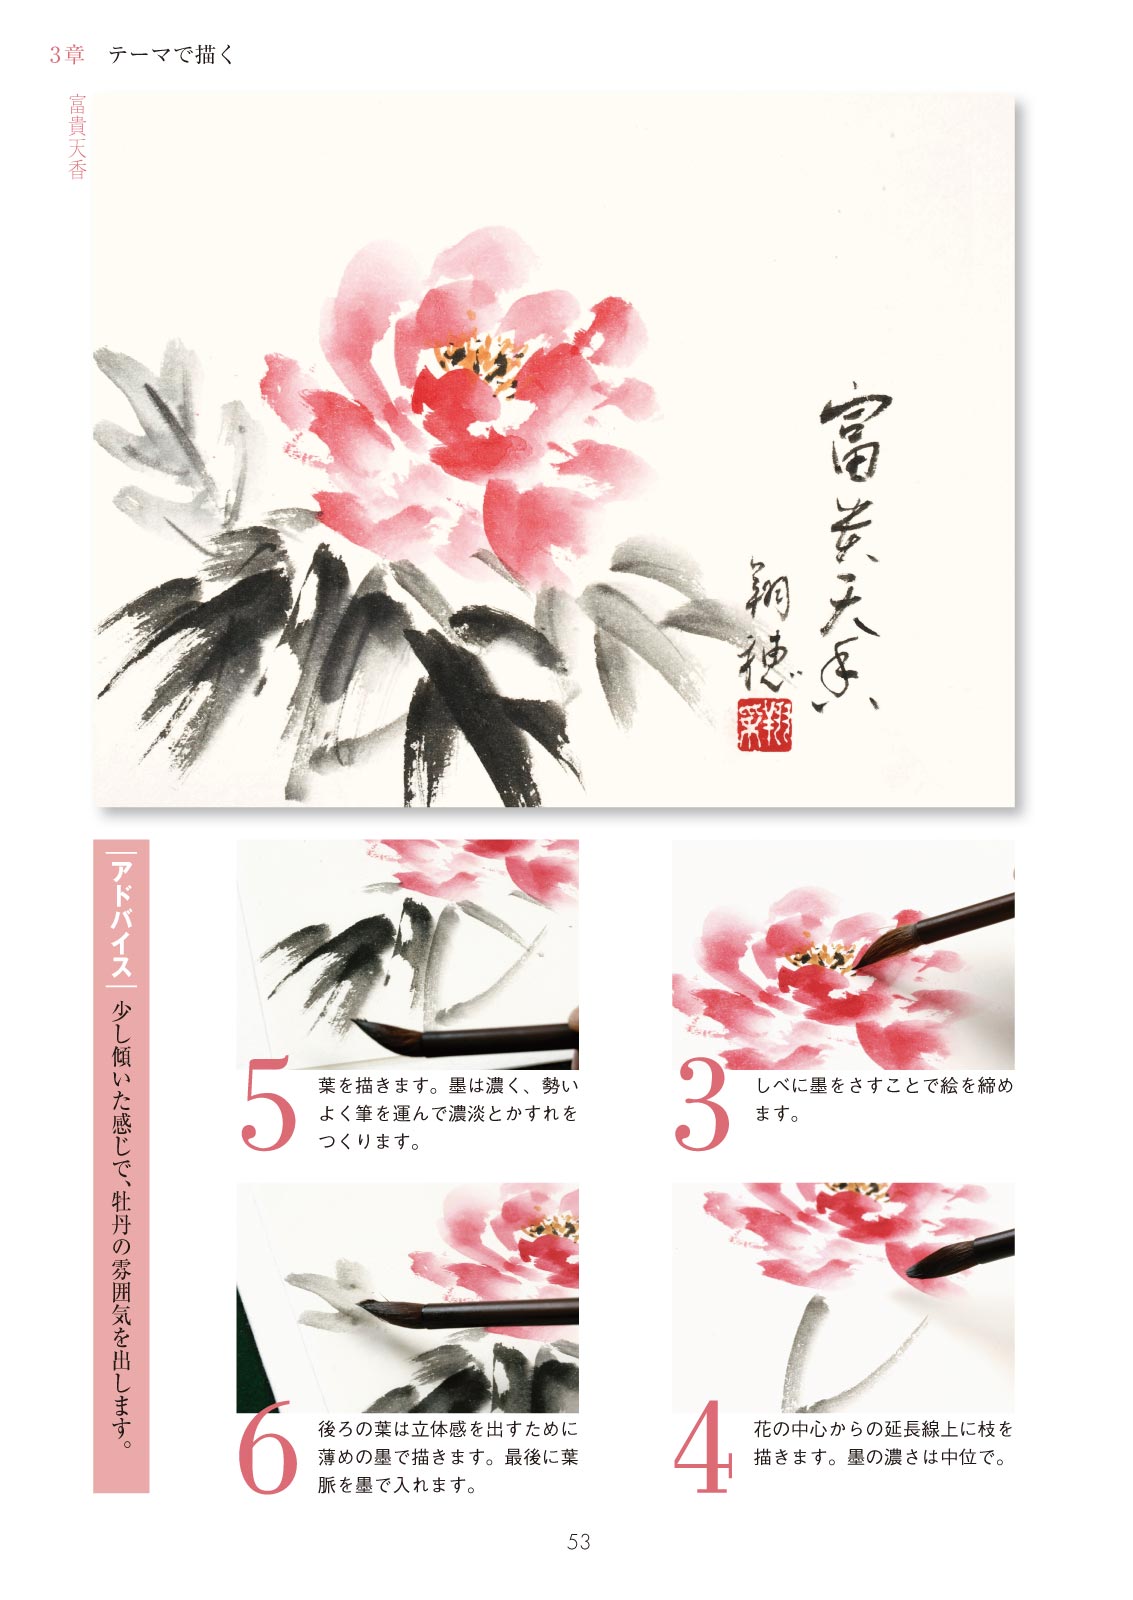 3章 テーマで描く
富貴天香
富貴天香
翔穂
3
しべに墨をさすことで絵を締め
ます。
4
花の中心からの延長線上に枝を
描きます。墨の濃さは中位で。
5
葉を描きます。墨は濃く、勢い
よく筆を運んで濃淡とかすれを
つくります。
6
後ろの葉は立体感を出すために
薄めの墨で描きます。最後に葉
脈を墨で入れます。
アドバイス
少し傾いた感じで、牡丹の雰囲気を出します。
53